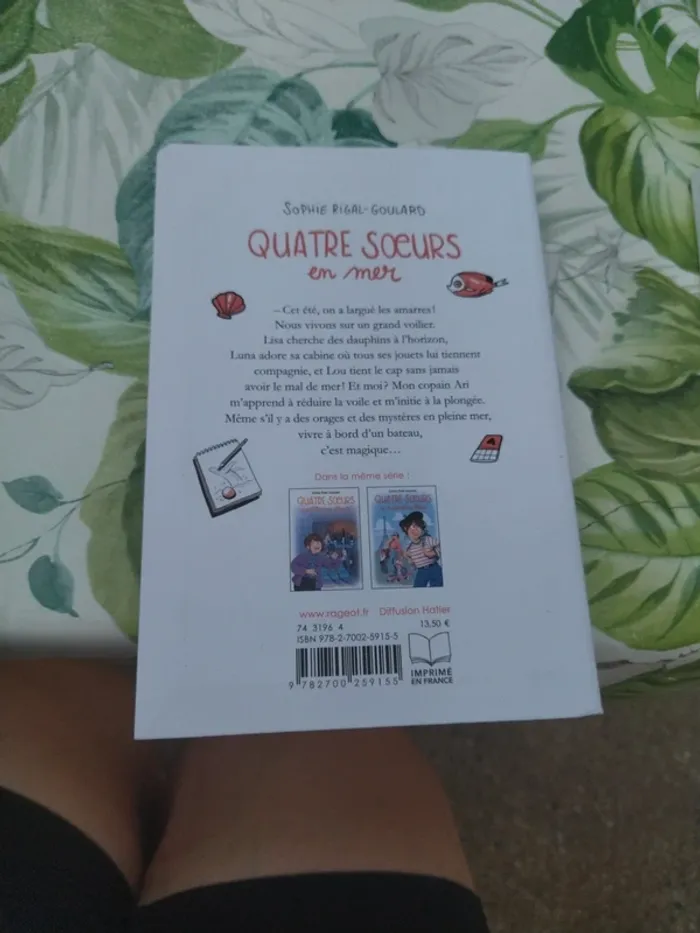 SOPHIE RIGAL-GOULARD
QUATRE SŒURS
en mer
– Cet été, on a largué les amarres !
Nous vivons sur un grand voilier.
Lisa cherche des dauphins à l'horizon,
Luna adore sa cabine où tous ses jouets lui tiennent
compagnie, et Lou tient le cap sans jamais
avoir le mal de mer ! Et moi ? Mon copain Ari
m'apprend à réduire la voile et m'initie à la plongée.
Même s'il y a des orages et des mystères en pleine mer,
vivre à bord d'un bateau,
c'est magique…
Dans la même série :
QUATRE SŒURS
QUATRE SŒURS
www.rageot.fr Diffusion Hatier
74 3196 4 13,50 €
ISBN 978-2-7002-5915-5
9 782700 259155
IMPRIMÉ
EN FRANCE